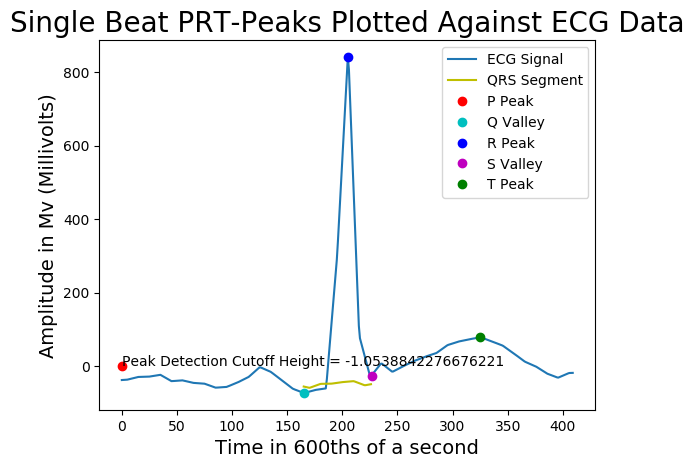 Single Beat PRT-Peaks Plotted Against ECG Data
Amplitude in Mv (Millivolts)
800
600
400
200
0
ECG Signal
QRS Segment
P Peak
Q Valley
R Peak
S Valley
T Peak
Peak Detection Cutoff Height = -1.0538842276676221
0 50 100 150 200 250 300 350 400
Time in 600ths of a second